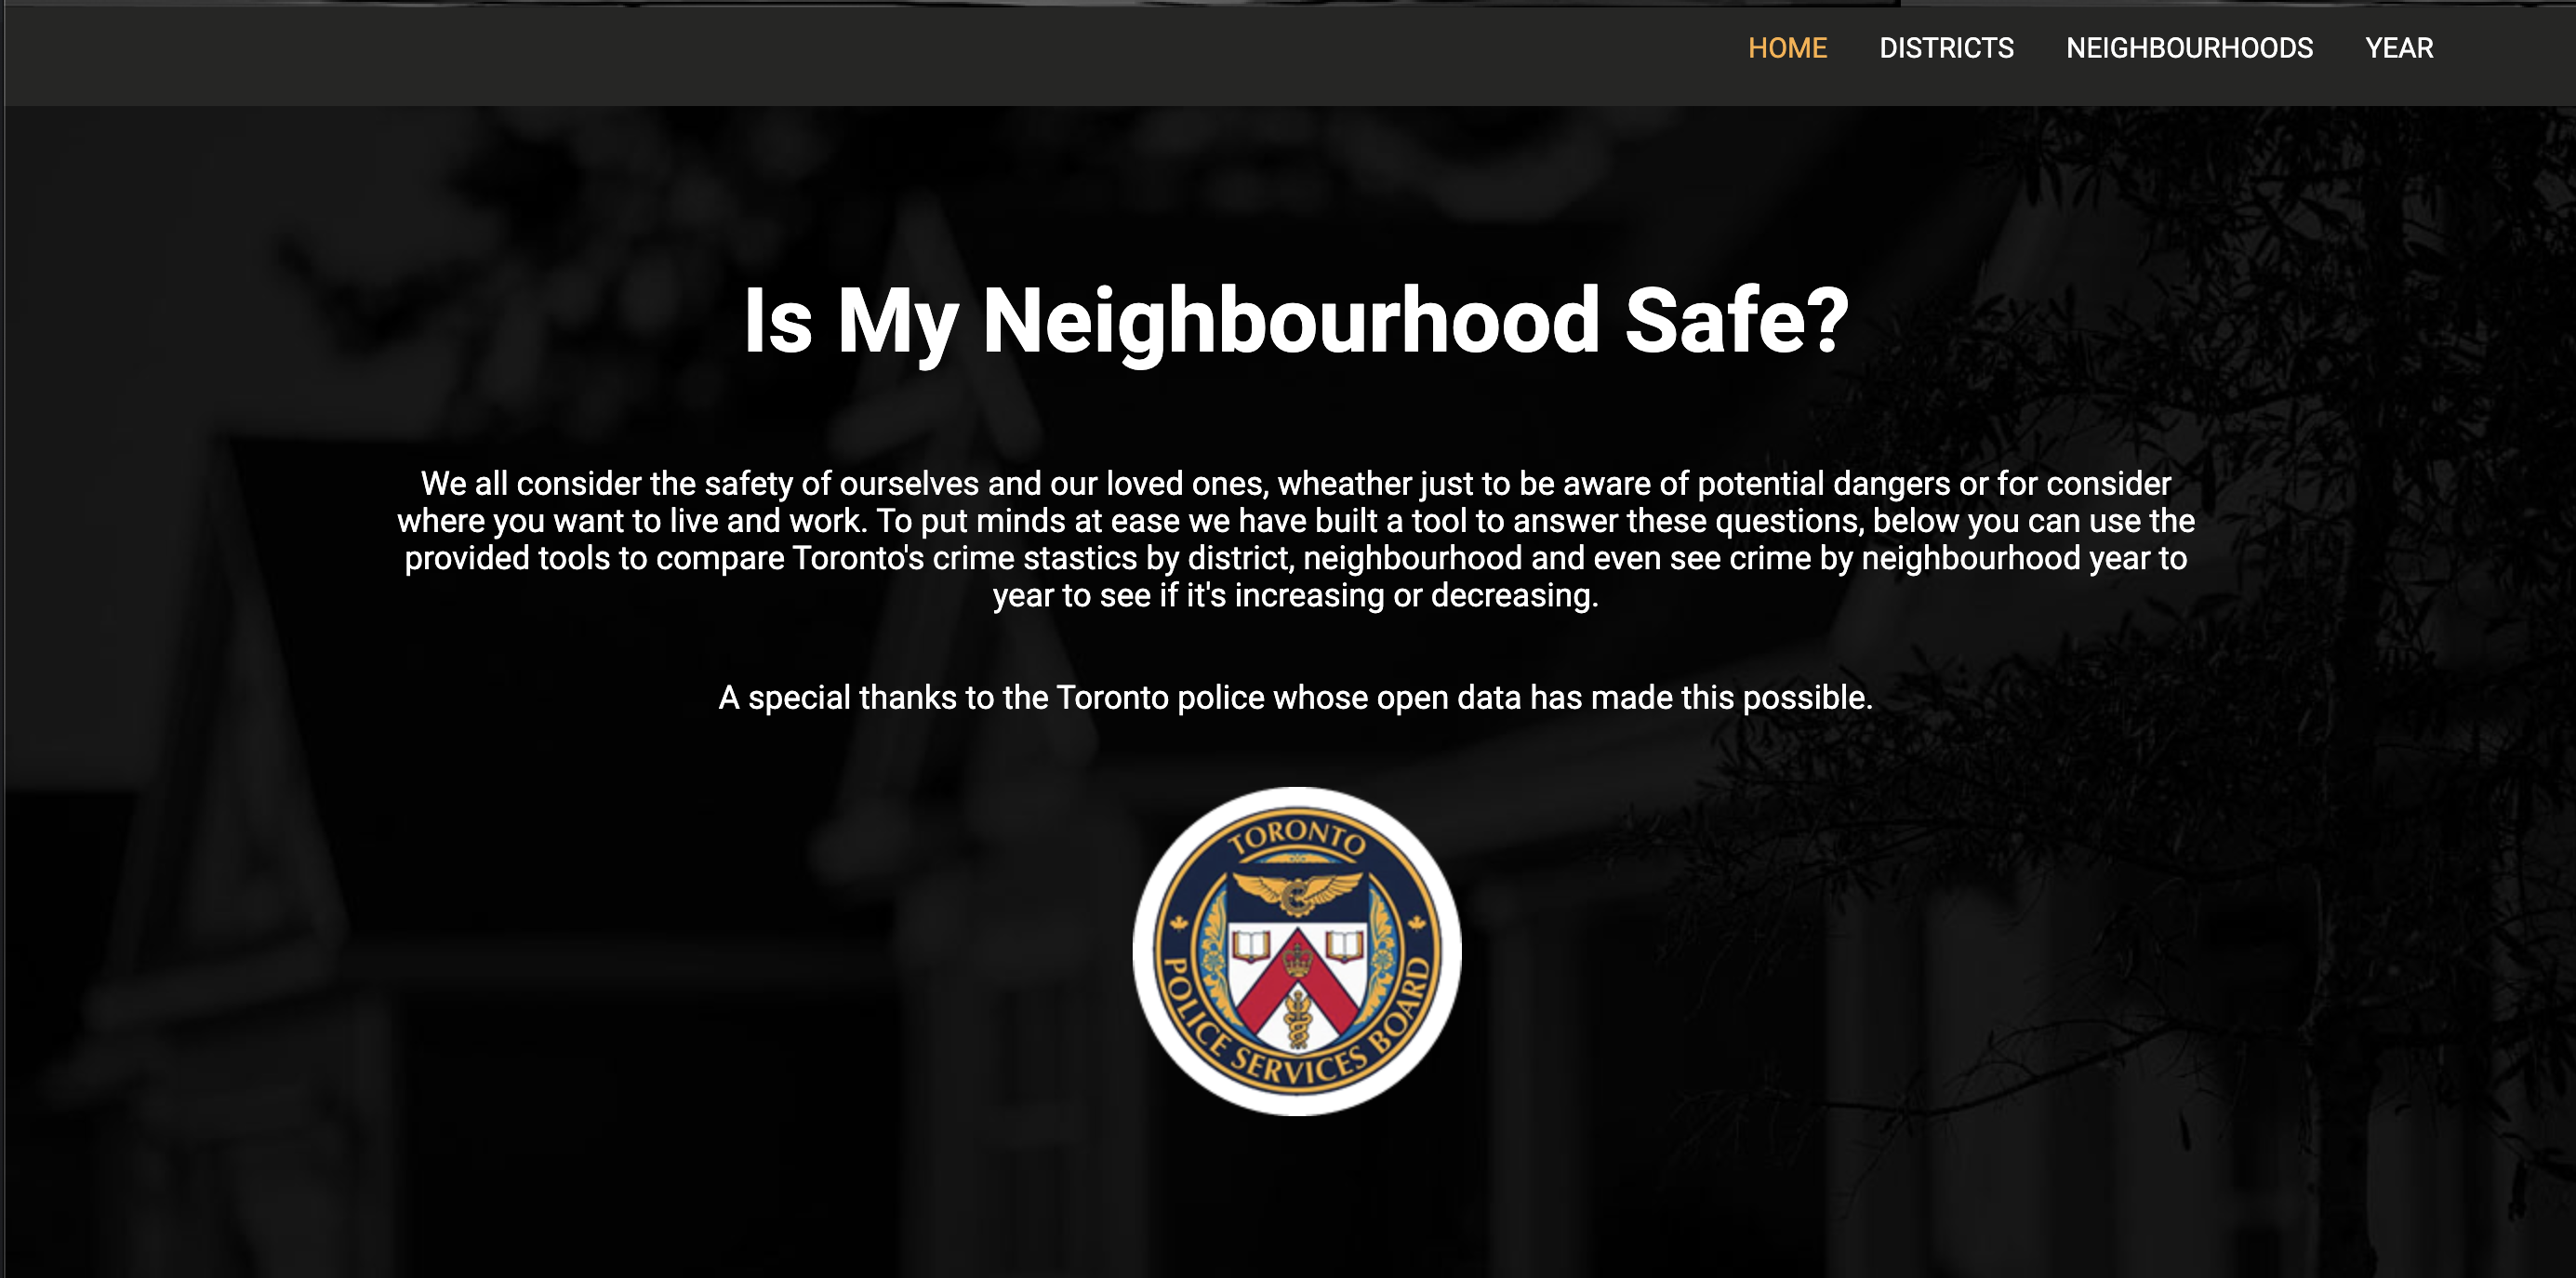 HOME DISTRICTS NEIGHBOURHOODS YEAR
Is My Neighbourhood Safe?
We all consider the safety of ourselves and our loved ones, wheather just to be aware of potential dangers or for consider
where you want to live and work. To put minds at ease we have built a tool to answer these questions, below you can use the
provided tools to compare Toronto's crime stastics by district, neighbourhood and even see crime by neighbourhood year to
year to see if it's increasing or decreasing.
A special thanks to the Toronto police whose open data has made this possible.
TORONTO
POLICE SERVICES BOARD